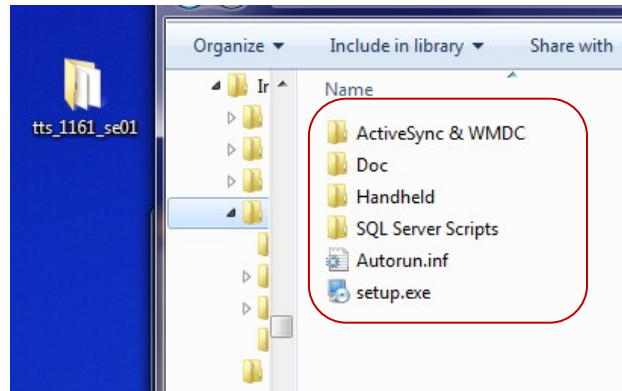 Organize ▼ Include in library ▼ Share with
Ir
Name
tts_1161_se01
ActiveSync & WMDC
Doc
Handheld
SQL Server Scripts
Autorun.inf
setup.exe